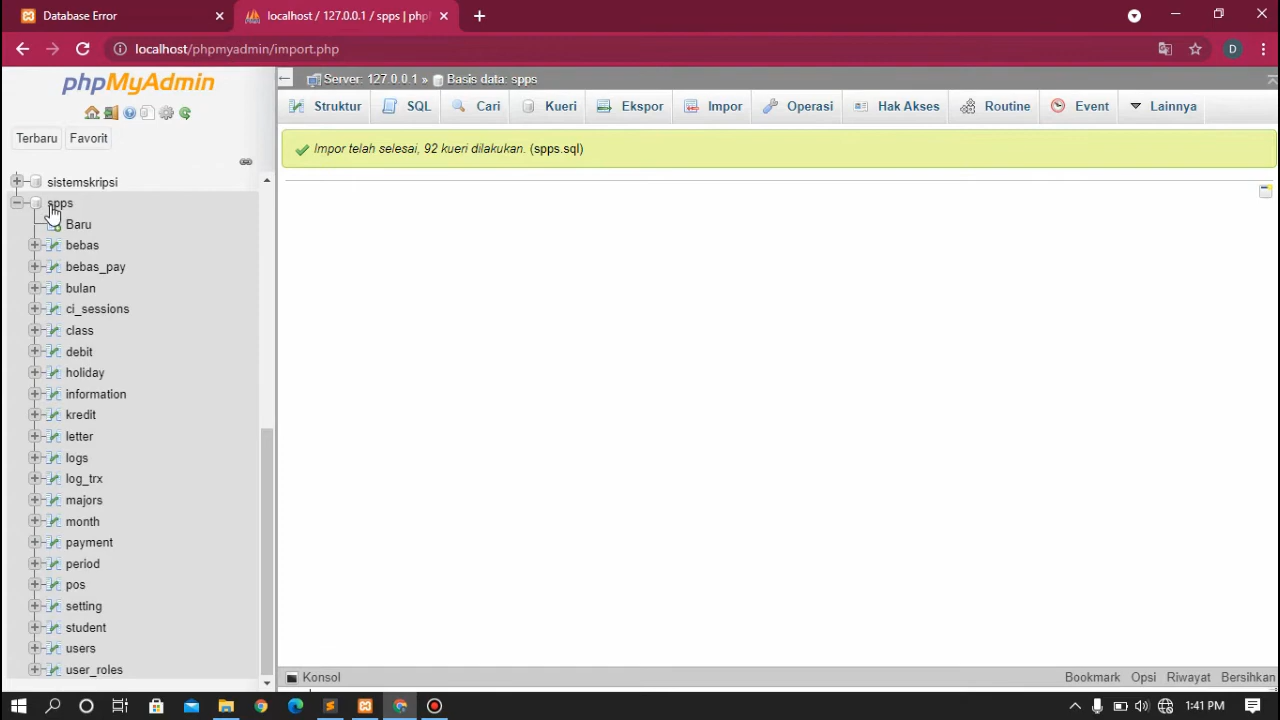 Database Error
localhost / 127.0.0.1 / spps | php
localhost/phpmyadmin/import.php
D
phpMyAdmin
Terbaru
Favorit
sistemskripsi
spps
Baru
bebas
bebas_pay
bulan
ci_sessions
class
debit
holiday
information
kredit
letter
logs
log_trx
majors
month
payment
period
pos
setting
student
users
user_roles
Server: 127.0.0.1 » Basis data: spps
Struktur SQL Cari Kueri Ekspor Impor Operasi Hak Akses Routine Event Lainnya
Impor telah selesai, 92 kueri dilakukan. (spps.sql)
Konsol
Bookmark Opsi Riwayat Bersihkan
1:41 PM